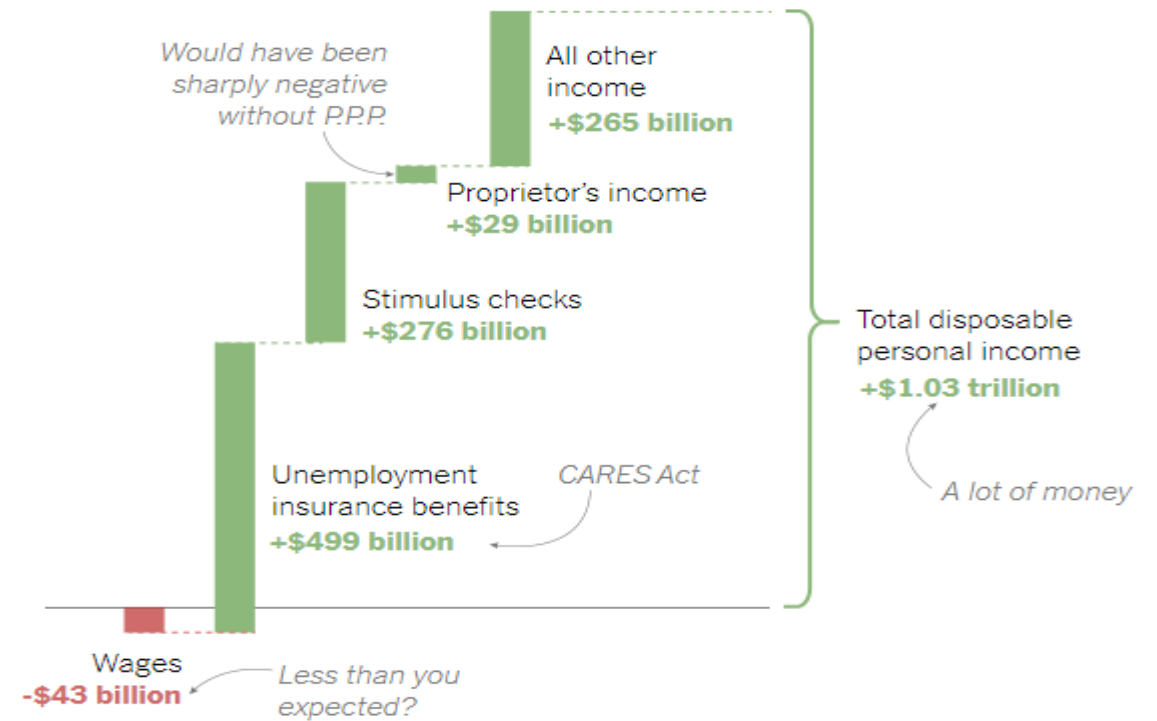 Would have been
sharply negative
without P.P.P.
All other
income
+$265 billion
Proprietor's income
+$29 billion
Stimulus checks
+$276 billion
Total disposable
personal income
+$1.03 trillion
A lot of money
Unemployment
insurance benefits
+$499 billion
CARES Act
Wages
-$43 billion
Less than you
expected?